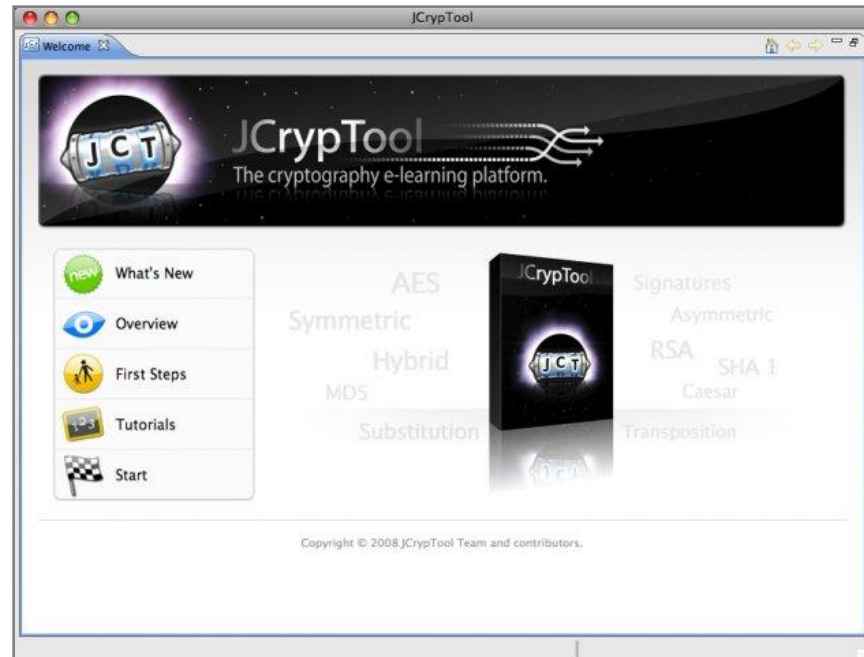 JCrypTool
Welcome
JCT
JCrypTool
The cryptography e-learning platform.
What's New
Overview
First Steps
Tutorials
Start
AES
Symmetric
Hybrid
MD5
Substitution
JCrypTool
JCT
Signatures
Asymmetric
RSA
SHA 1
Caesar
Transposition
Copyright © 2008 JCrypTool Team and contributors.